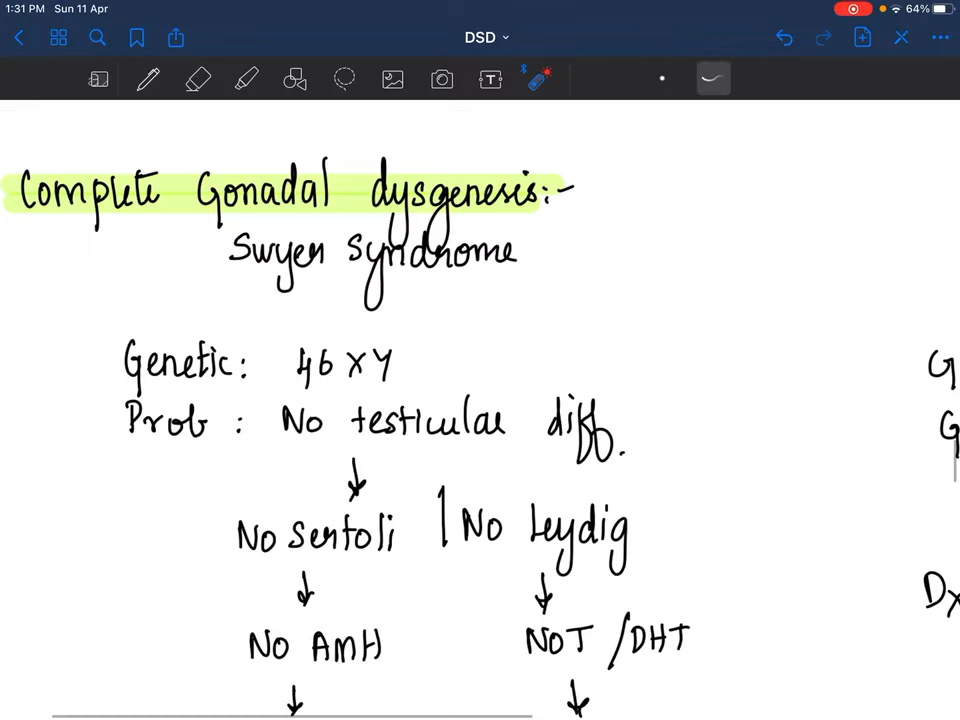 1:31 PM Sun 11 Apr
64%
DSD
T
Complete Gonadal dysgenesis:-
Swyer Syndrome
Genetic: 46 XY
Prob : No testicular diff.
No Sertoli | No Leydig
No AMH
NO T / DHT
G
G
Dx